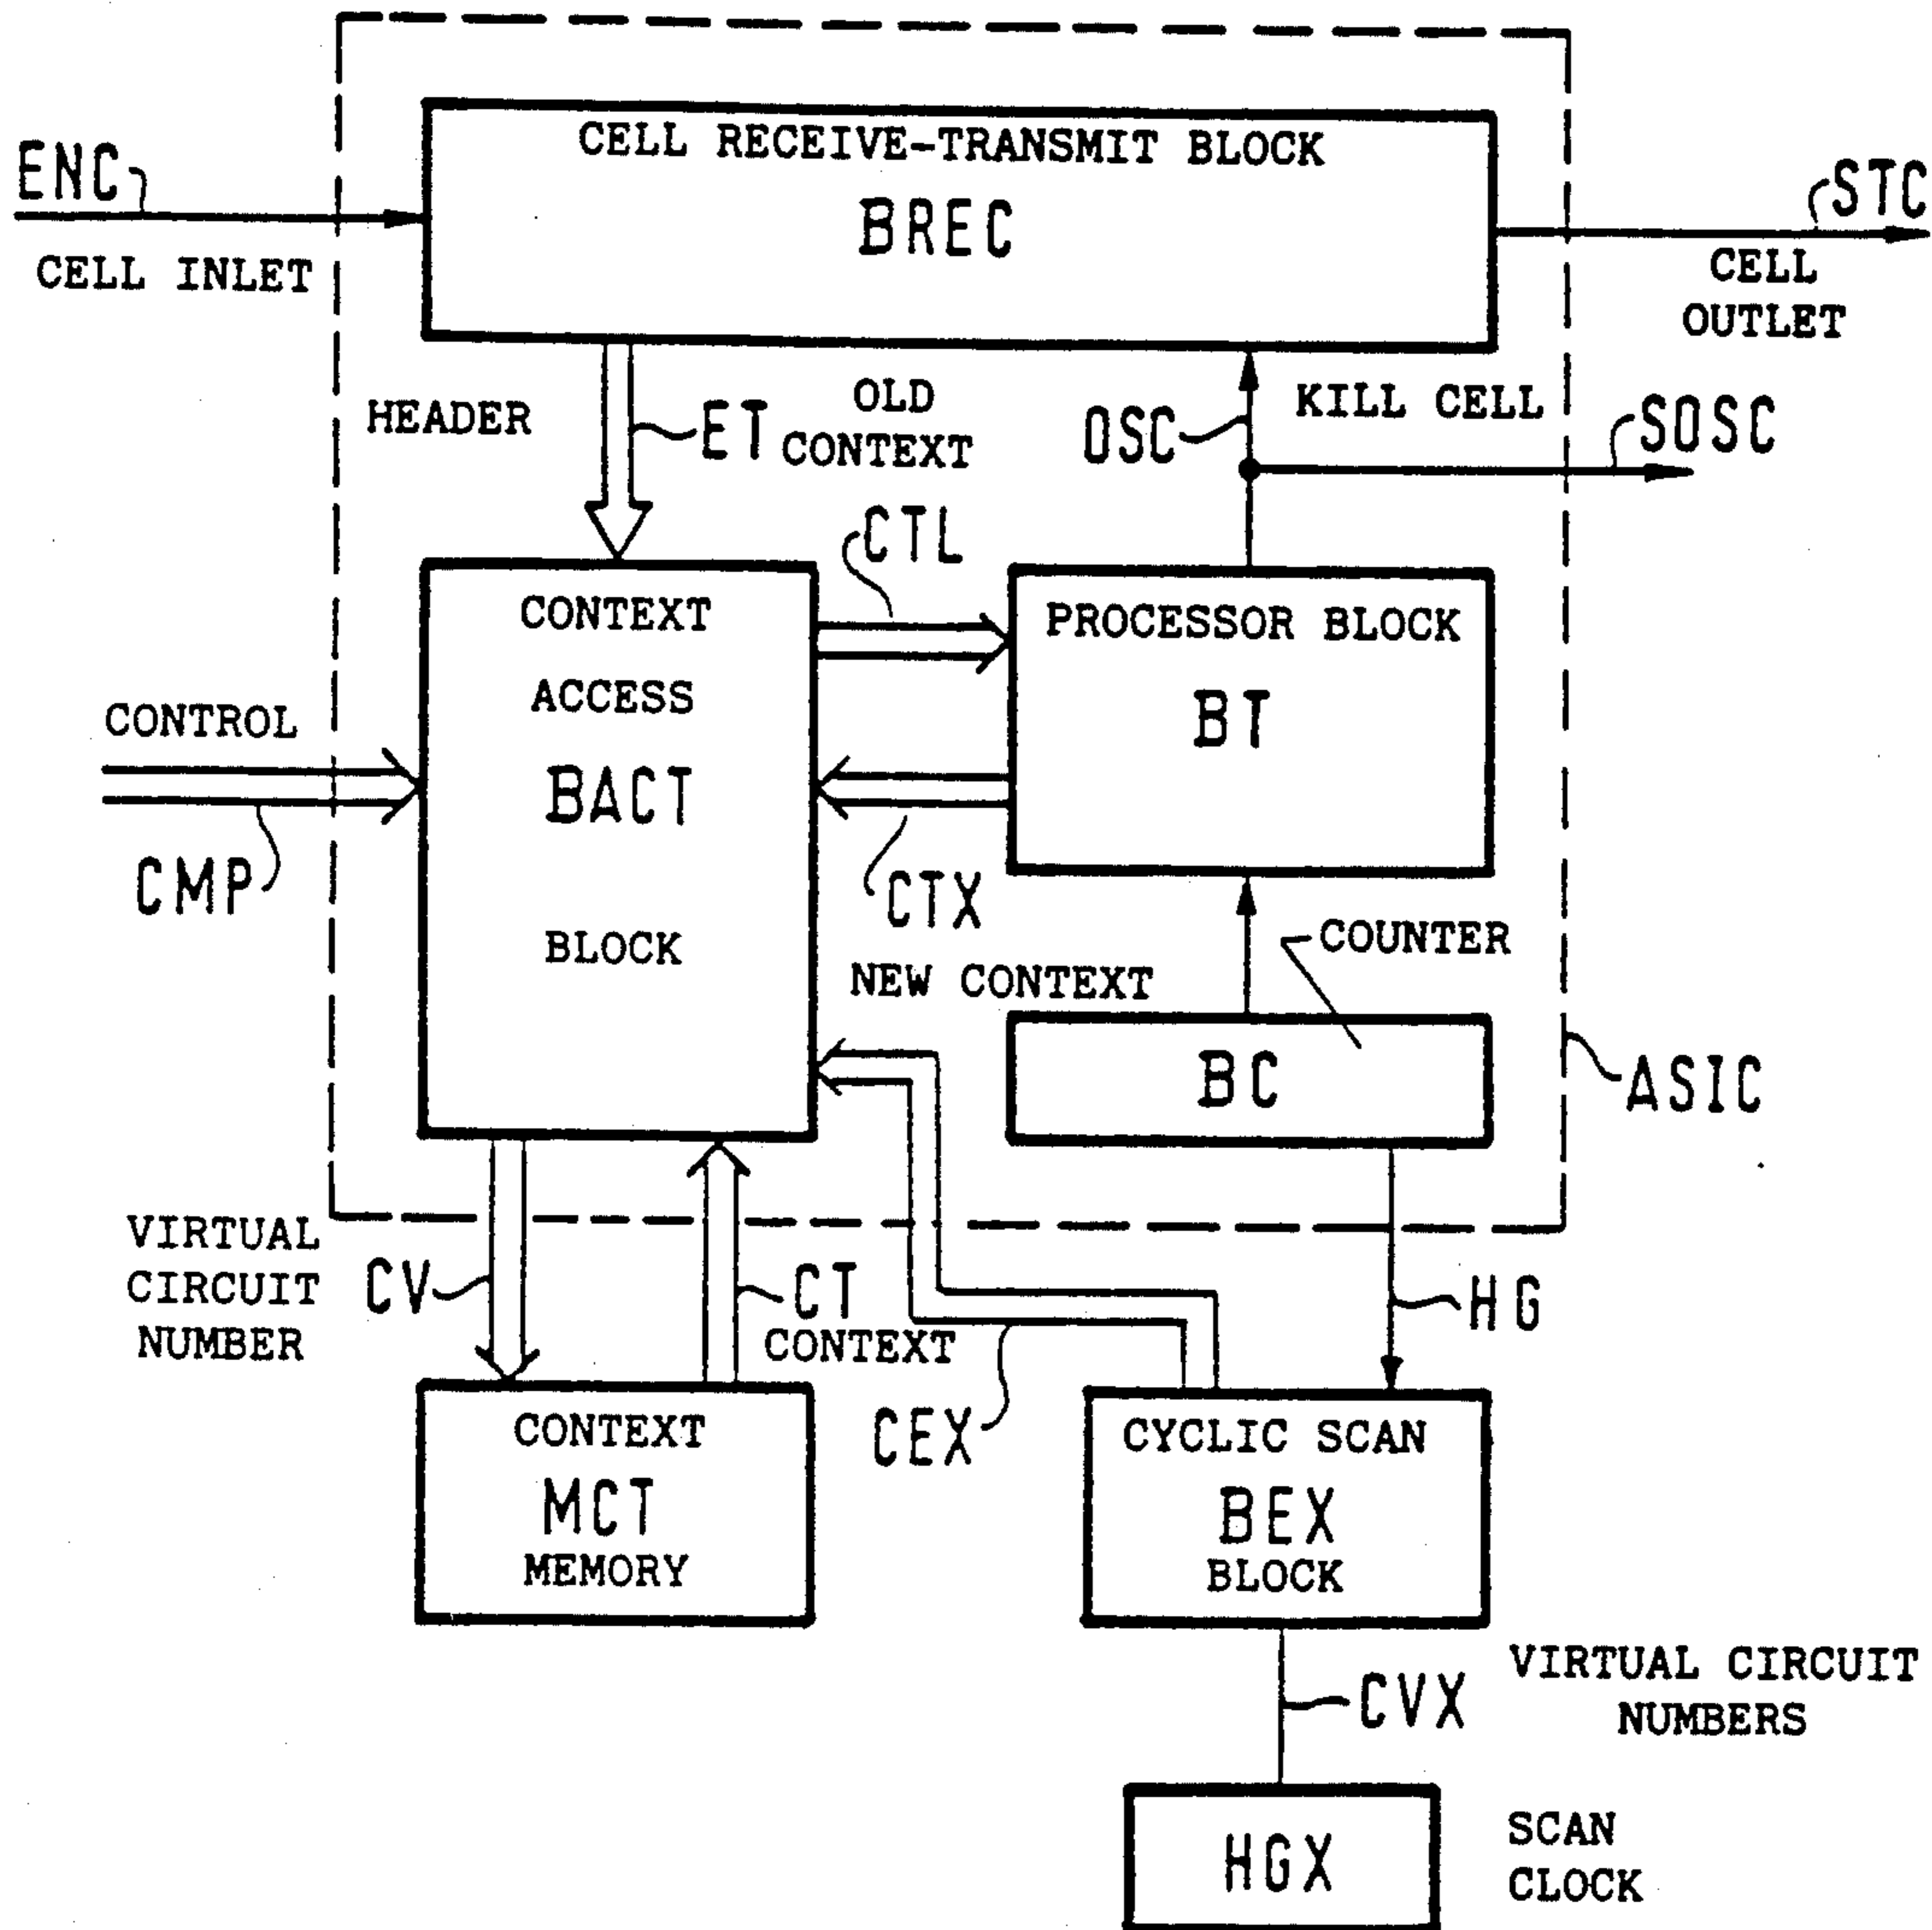 CELL RECEIVE-TRANSMIT BLOCK
BREC
ENC
CELL INLET
STC
CELL
OUTLET
HEADER
ET
OLD
CONTEXT
OSC
KILL CELL
SOSC
CTL
CONTEXT
ACCESS
BACT
BLOCK
PROCESSOR BLOCK
BT
CONTROL
CMP
CTX
NEW CONTEXT
COUNTER
BC
ASIC
VIRTUAL
CIRCUIT
NUMBER
CV
CT
CONTEXT
CEX
HG
CONTEXT
MCT
MEMORY
CYCLIC SCAN
BEX
BLOCK
CVX
VIRTUAL CIRCUIT
NUMBERS
HGX
SCAN
CLOCK